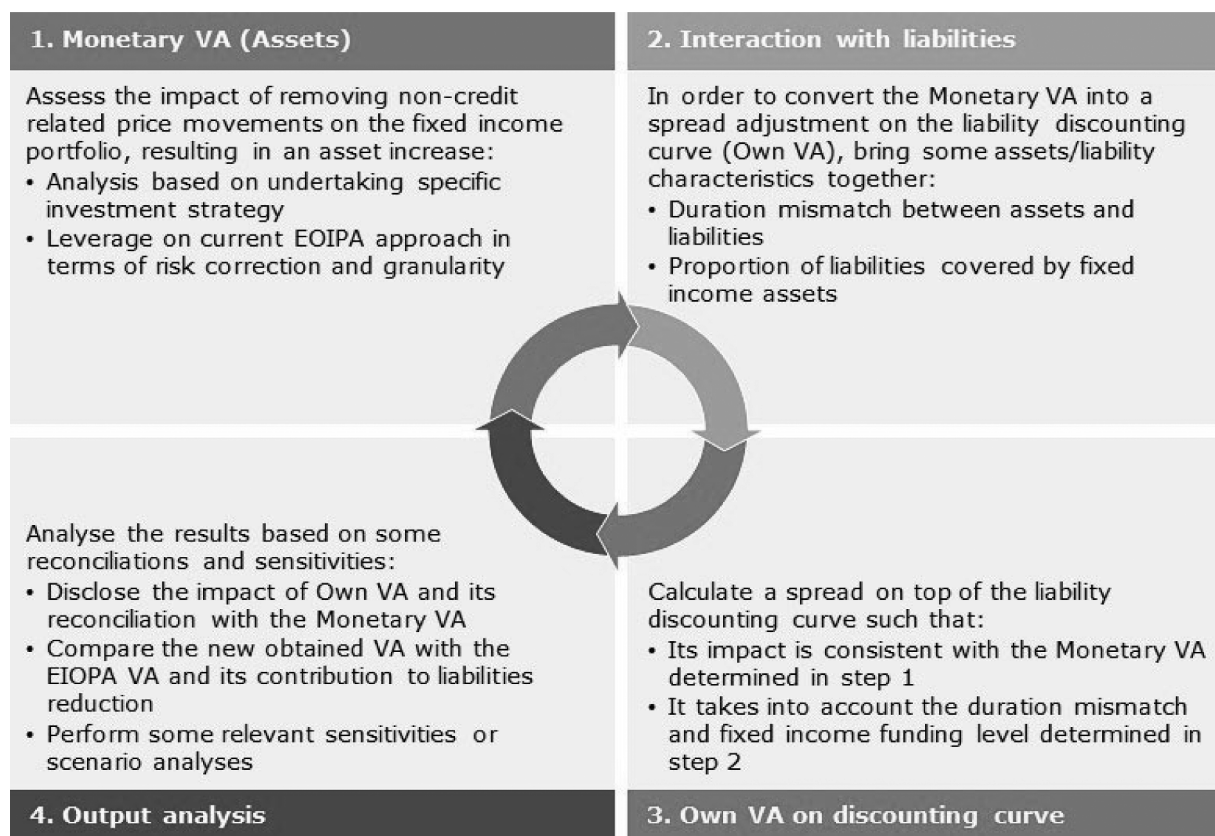 1. Monetary VA (Assets)
Assess the impact of removing non-credit
related price movements on the fixed income
portfolio, resulting in an asset increase:
• Analysis based on undertaking specific
investment strategy
• Leverage on current EOIPA approach in
terms of risk correction and granularity
2. Interaction with liabilities
In order to convert the Monetary VA into a
spread adjustment on the liability discounting
curve (Own VA), bring some assets/liability
characteristics together:
• Duration mismatch between assets and
liabilities
• Proportion of liabilities covered by fixed
income assets
Calculate a spread on top of the liability
discounting curve such that:
• Its impact is consistent with the Monetary VA
determined in step 1
• It takes into account the duration mismatch
and fixed income funding level determined in
step 2
3. Own VA on discounting curve
Analyse the results based on some
reconciliations and sensitivities:
• Disclose the impact of Own VA and its
reconciliation with the Monetary VA
• Compare the new obtained VA with the
EIOPA VA and its contribution to liabilities
reduction
• Perform some relevant sensitivities or
scenario analyses
4. Output analysis